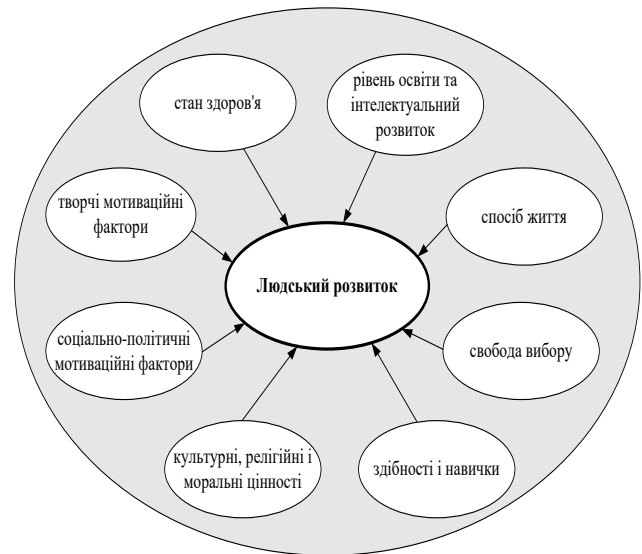 стан здоров'я
рівень освіти та
інтелектуальний
розвиток
творчі мотиваційні
фактори
спосіб життя
Людський розвиток
соціально-політичні
мотиваційні фактори
свобода вибору
культурні, релігійні і
моральні цінності
здібності і навички